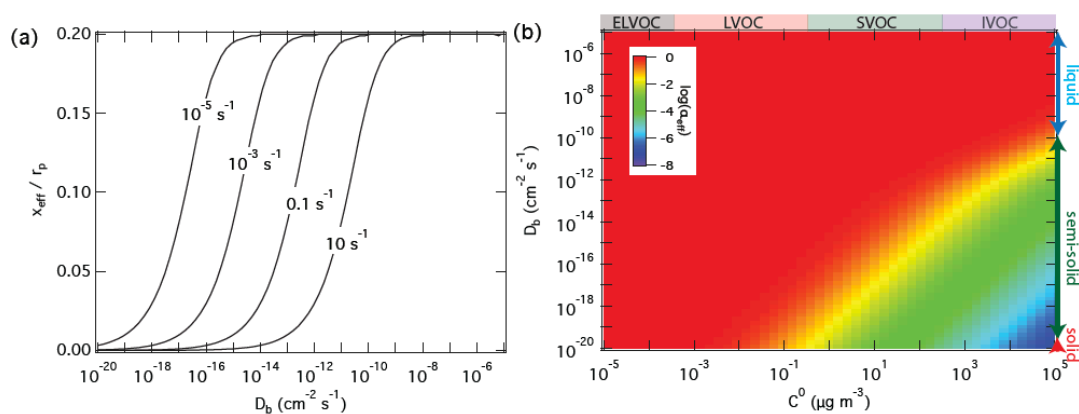 (a)
0.20
0.15
0.10
0.05
0.00
x_eff / r_p
10^-5 s^-1
10^-3 s^-1
0.1 s^-1
10 s^-1
10^-20 10^-18 10^-16 10^-14 10^-12 10^-10 10^-8 10^-6
D_b (cm^-2 s^-1)
(b)
ELVOC LVOC SVOC IVOC
10^-6
10^-8
10^-10
10^-12
10^-14
10^-16
10^-18
10^-20
D_b (cm^-2 s^-1)
0
-2
-4
-6
-8
log(α_eff)
liquid
semi-solid
solid
10^-5 10^-3 10^-1 10^1 10^3 10^5
C^0 (µg m^-3)